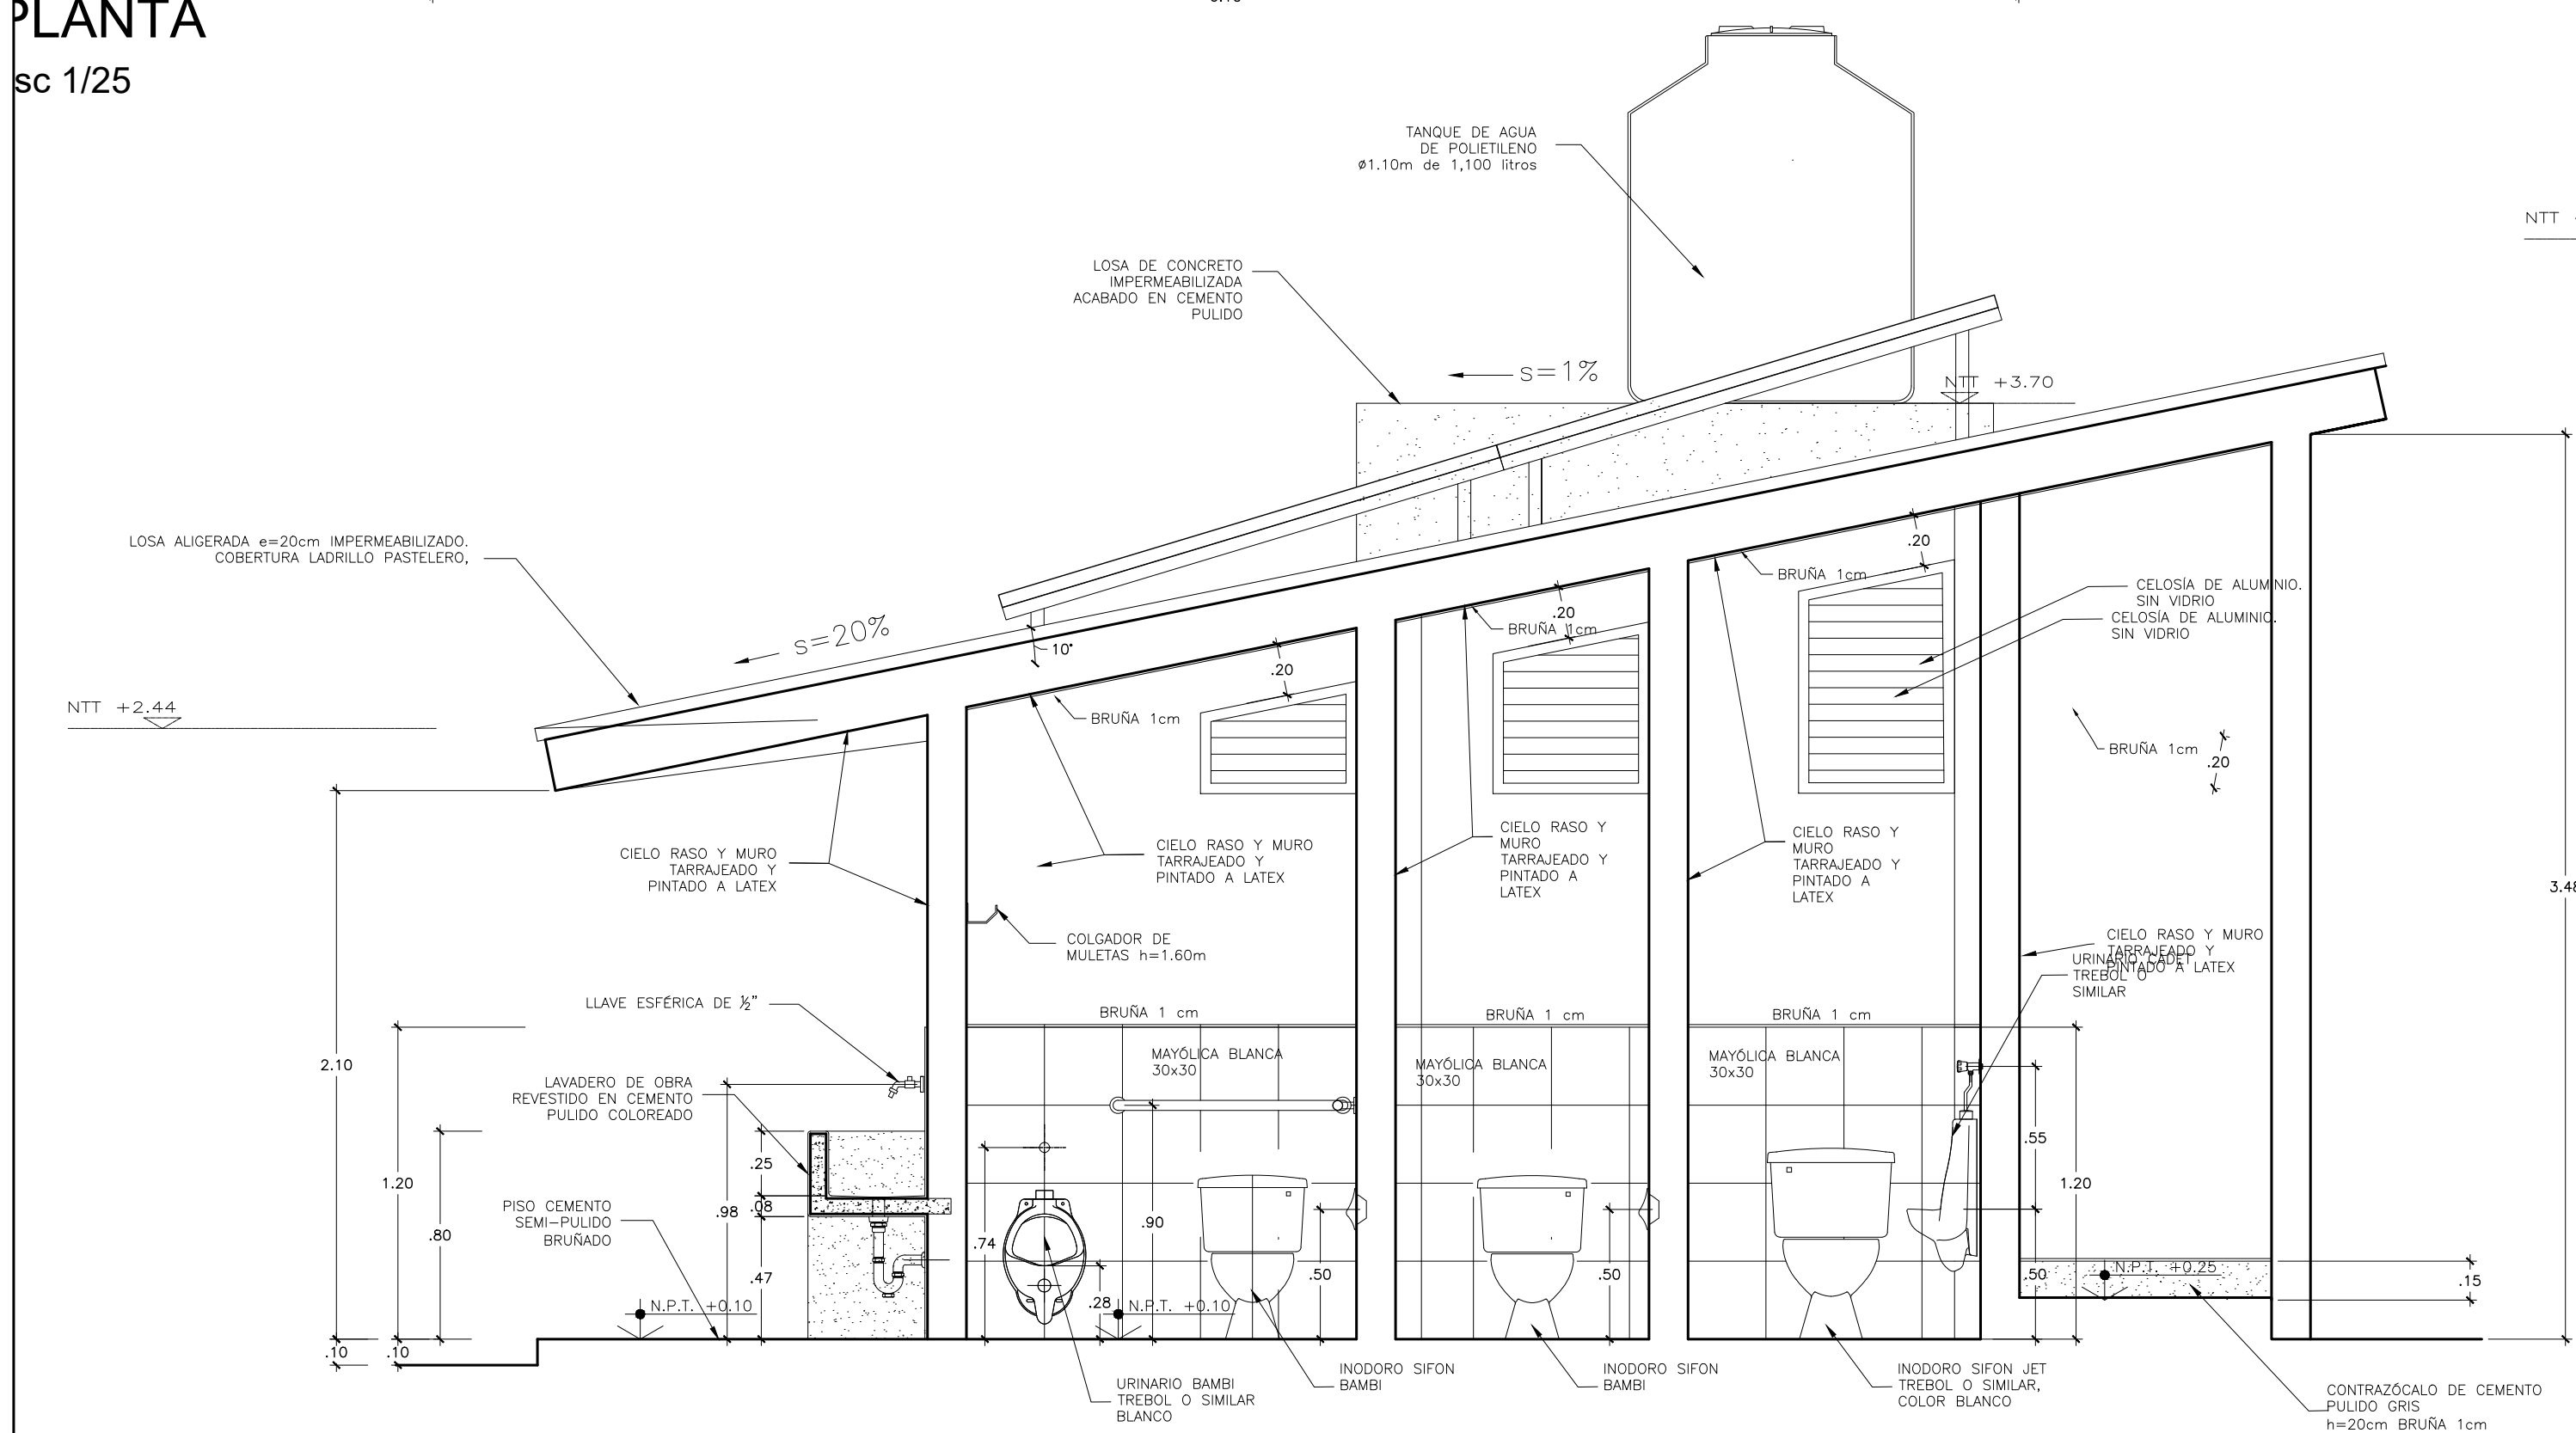 PLANTA
sc 1/25
TANQUE DE AGUA
DE POLIETILENO
ø1.10m de 1,100 litros
NTT
LOSA DE CONCRETO
IMPERMEABILIZADA
ACABADO EN CEMENTO
PULIDO
s=1%
NTT +3.70
LOSA ALIGERADA e=20cm IMPERMEABILIZADO.
COBERTURA LADRILLO PASTELERO,
s=20%
10°
NTT +2.44
.20
BRUÑA 1cm
.20
BRUÑA 1cm
.20
BRUÑA 1cm
CELOSÍA DE ALUMINIO.
SIN VIDRIO
CELOSÍA DE ALUMINIO.
SIN VIDRIO
BRUÑA 1cm
.20
CIELO RASO Y MURO
TARRAJEADO Y
PINTADO A LATEX
CIELO RASO Y MURO
TARRAJEADO Y
PINTADO A LATEX
CIELO RASO Y
MURO
TARRAJEADO Y
PINTADO A
LATEX
CIELO RASO Y
MURO
TARRAJEADO Y
PINTADO A
LATEX
3.48
CIELO RASO Y MURO
TARRAJEADO Y
PINTADO A LATEX
URINARIO CADET
TREBOL O
SIMILAR
COLGADOR DE
MULETAS h=1.60m
LLAVE ESFÉRICA DE ½"
BRUÑA 1 cm
BRUÑA 1 cm
BRUÑA 1 cm
MAYÓLICA BLANCA
30x30
MAYÓLICA BLANCA
30x30
MAYÓLICA BLANCA
30x30
LAVADERO DE OBRA
REVESTIDO EN CEMENTO
PULIDO COLOREADO
2.10
1.20
.80
.98
.25
.08
.47
.74
.28
.90
.50
.50
.55
.50
1.20
.15
PISO CEMENTO
SEMI-PULIDO
BRUÑADO
N.P.T. +0.10
N.P.T. +0.10
N.P.T. +0.25
.10
.10
URINARIO BAMBI
TREBOL O SIMILAR
BLANCO
INODORO SIFON
BAMBI
INODORO SIFON
BAMBI
INODORO SIFON JET
TREBOL O SIMILAR,
COLOR BLANCO
CONTRAZÓCALO DE CEMENTO
PULIDO GRIS
h=20cm BRUÑA 1cm